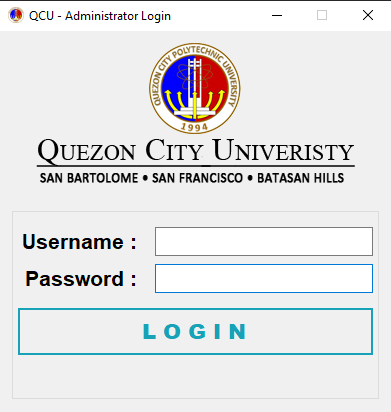 QCU - Administrator Login
QUEZON CITY POLYTECHNIC UNIVERSITY
1994
QUEZON CITY UNIVERISTY
SAN BARTOLOME • SAN FRANCISCO • BATASAN HILLS
Username :
Password :
LOGIN